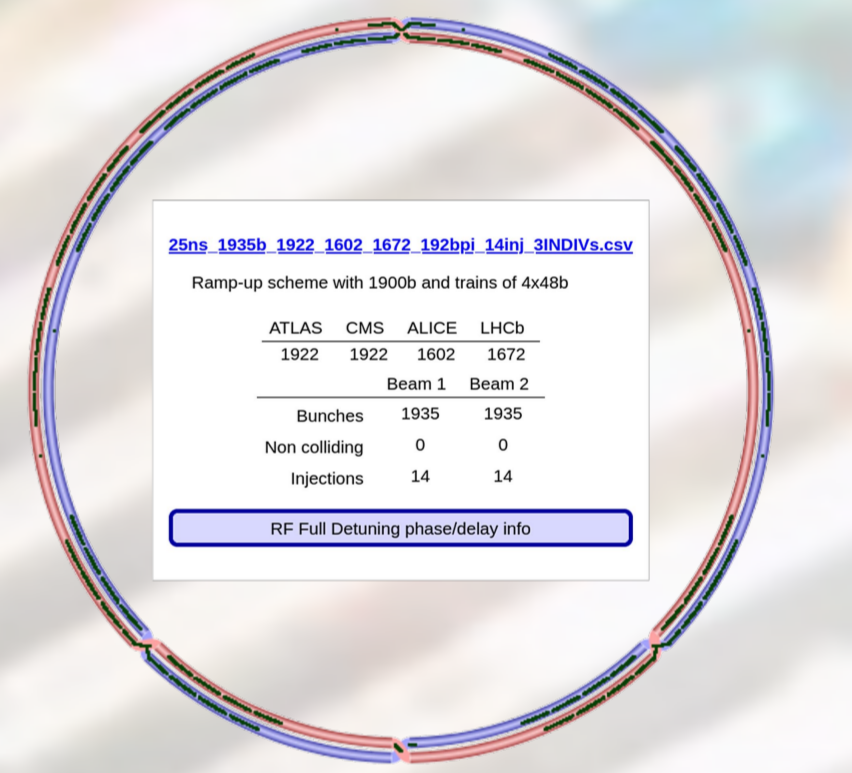 25ns_1935b_1922_1602_1672_192bpi_14inj_3INDIVs.csv
Ramp-up scheme with 1900b and trains of 4x48b
ATLAS CMS ALICE LHCb
1922 1922 1602 1672
Beam 1 Beam 2
Bunches 1935 1935
Non colliding 0 0
Injections 14 14
RF Full Detuning phase/delay info